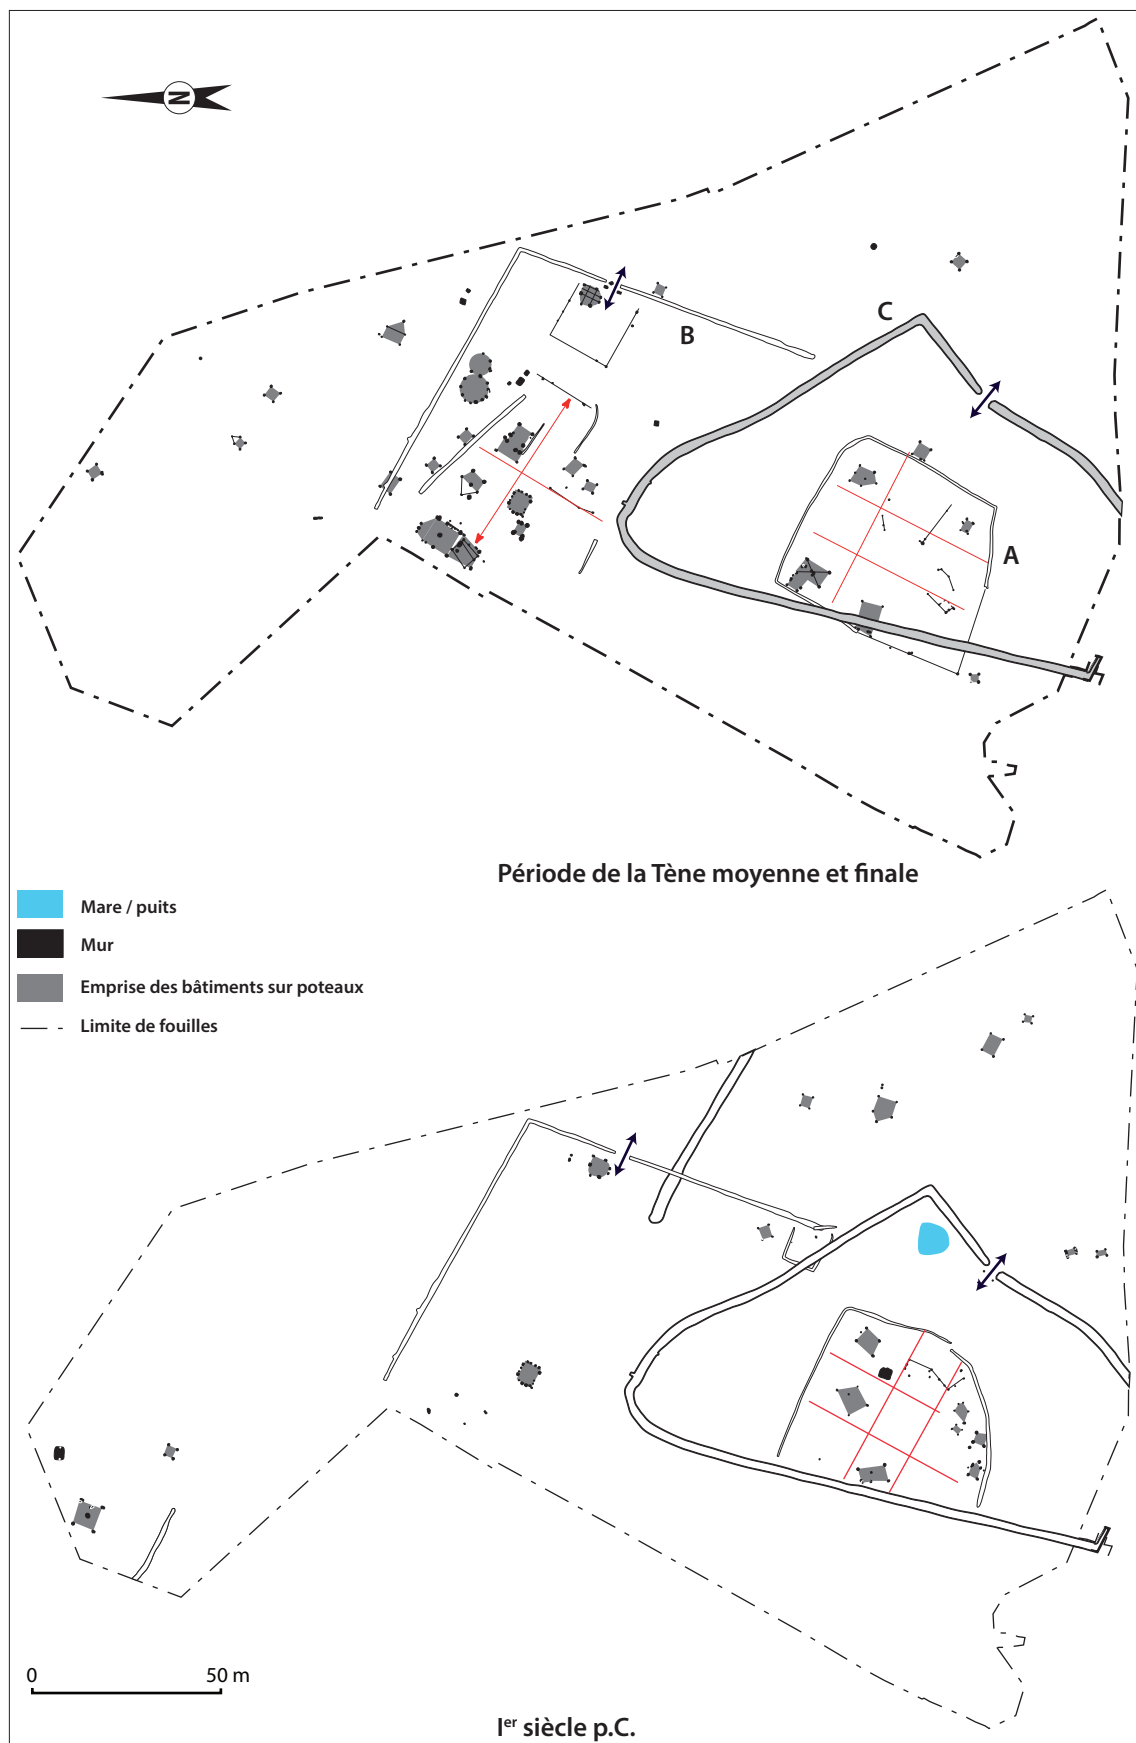 N
B
C
A
Période de la Tène moyenne et finale
Mare / puits
Mur
Emprise des bâtiments sur poteaux
Limite de fouilles
0 50 m
Ier siècle p.C.